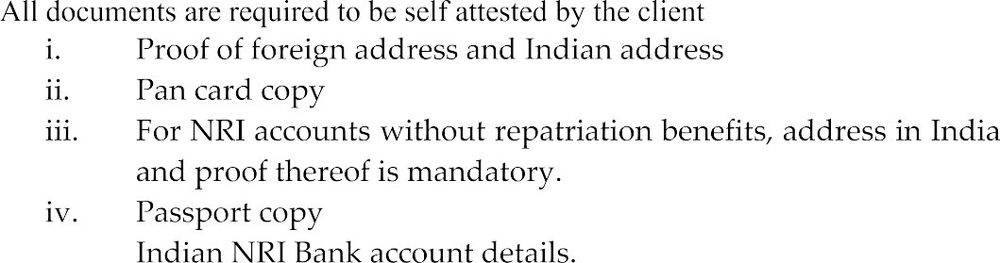 All documents are required to be self attested by the client
i. Proof of foreign address and Indian address
ii. Pan card copy
iii. For NRI accounts without repatriation benefits, address in India
and proof thereof is mandatory.
iv. Passport copy
Indian NRI Bank account details.